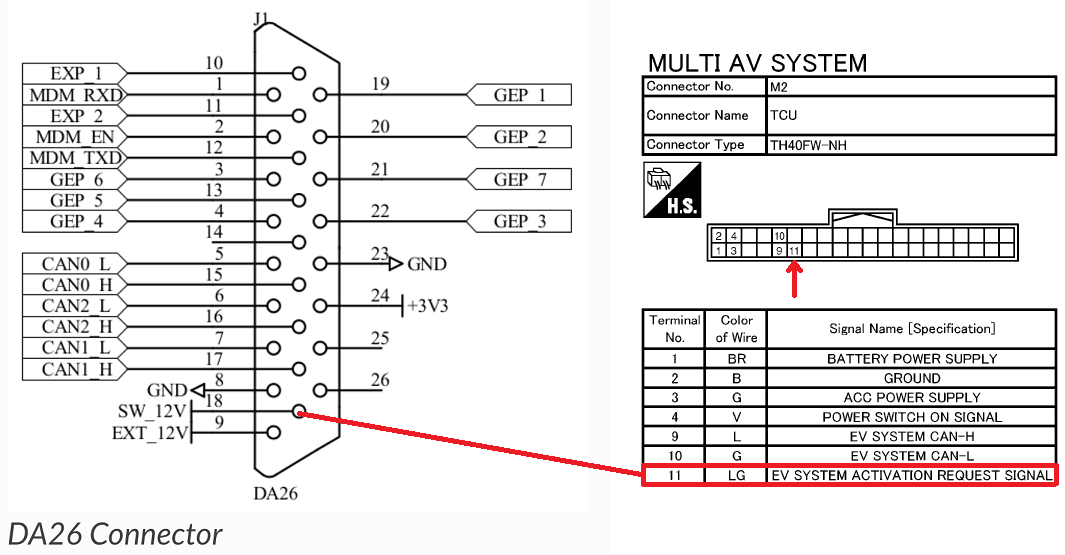 J1
10
EXP_1
1
MDM_RXD
11
EXP_2
2
MDM_EN
12
MDM_TXD
3
GEP_6
13
GEP_5
4
GEP_4
14
5
CAN0_L
15
CAN0_H
6
CAN2_L
16
CAN2_H
7
CAN1_L
17
CAN1_H
GND 8
SW_12V 18
EXT_12V 9
19 GEP_1
20 GEP_2
21 GEP_7
22 GEP_3
23 GND
24 +3V3
25
26
DA26
DA26 Connector
MULTI AV SYSTEM
Connector No. M2
Connector Name TCU
Connector Type TH40FW-NH
H.S.
2 4 10
1 3 9 11
Terminal No. Color of Wire Signal Name [Specification]
1 BR BATTERY POWER SUPPLY
2 B GROUND
3 G ACC POWER SUPPLY
4 V POWER SWITCH ON SIGNAL
9 L EV SYSTEM CAN-H
10 G EV SYSTEM CAN-L
11 LG EV SYSTEM ACTIVATION REQUEST SIGNAL